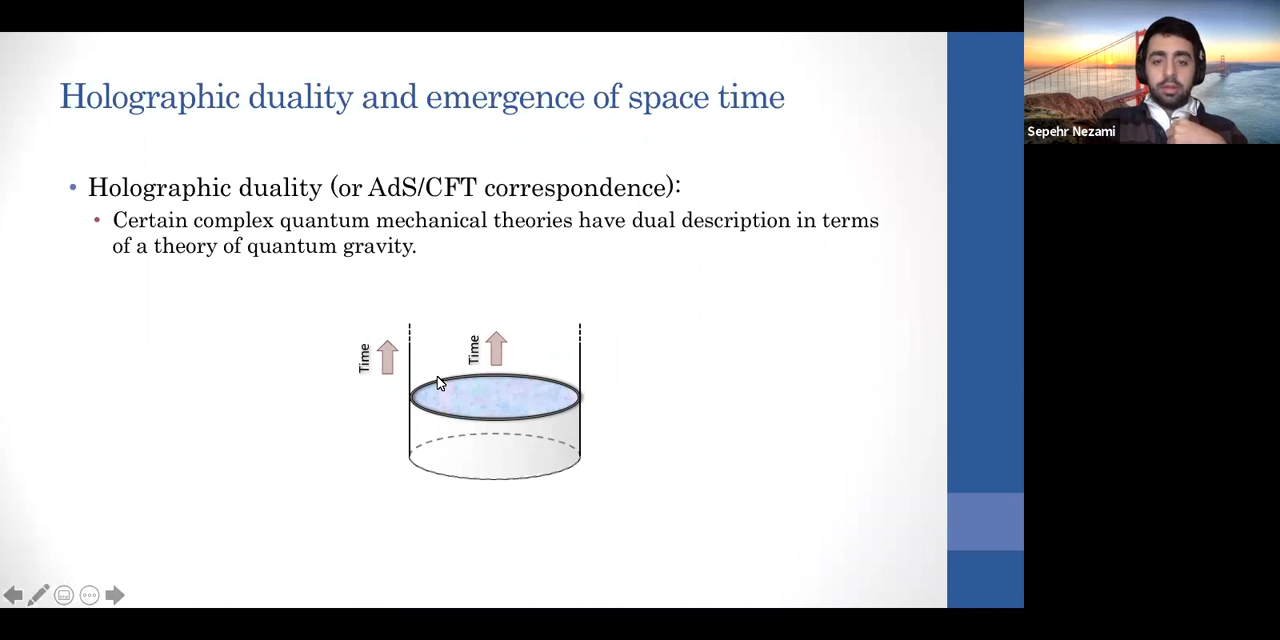 Holographic duality and emergence of space time
Sepehr Nezami
• Holographic duality (or AdS/CFT correspondence):
• Certain complex quantum mechanical theories have dual description in terms
of a theory of quantum gravity.
Time
Time